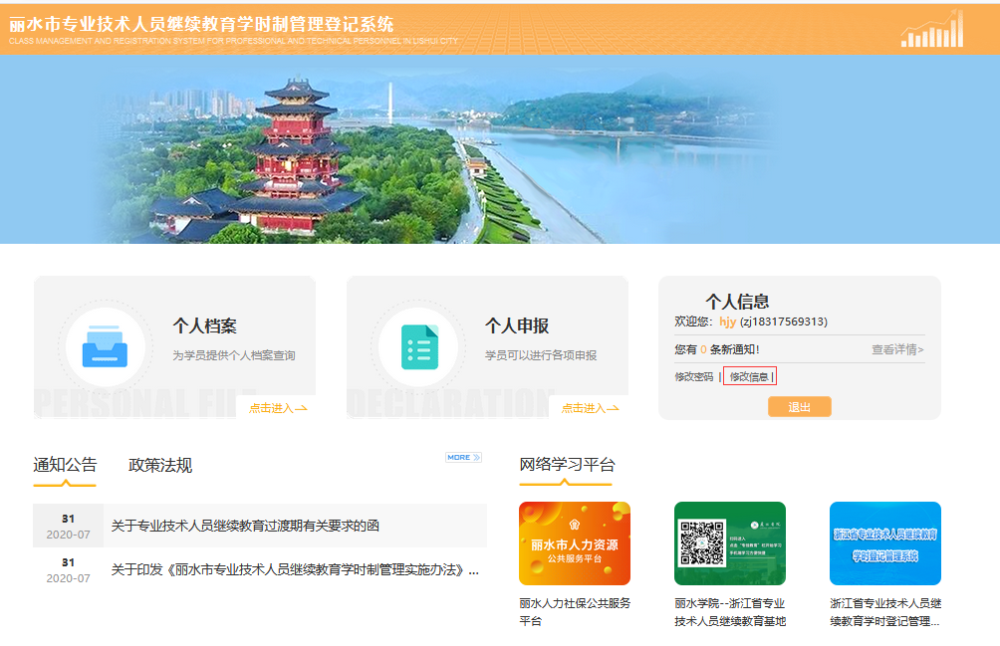 丽水市专业技术人员继续教育学时制管理登记系统
CLASS MANAGEMENT AND REGISTRATION SYSTEM FOR PROFESSIONAL AND TECHNICAL PERSONNEL IN LISHUI CITY
个人档案
为学员提供个人档案查询
PERSONAL FI
点击进入
个人申报
学员可以进行各项申报
DECLARATION
点击进入
个人信息
欢迎您: hjy (zj18317569313)
您有 0 条新通知!
查看详情>
修改密码 | 修改信息 |
退出
通知公告 政策法规
MORE
31
2020-07
关于专业技术人员继续教育过渡期有关要求的函
31
2020-07
关于印发《丽水市专业技术人员继续教育学时制管理实施办法》...
网络学习平台
丽水市人力资源
公共服务平台
丽水人力社保公共服务
平台
丽水学院--浙江省专业
技术人员继续教育基地
浙江省专业技术人员继续教育
学时登记管理系统
浙江省专业技术人员继
续教育学时登记管理...